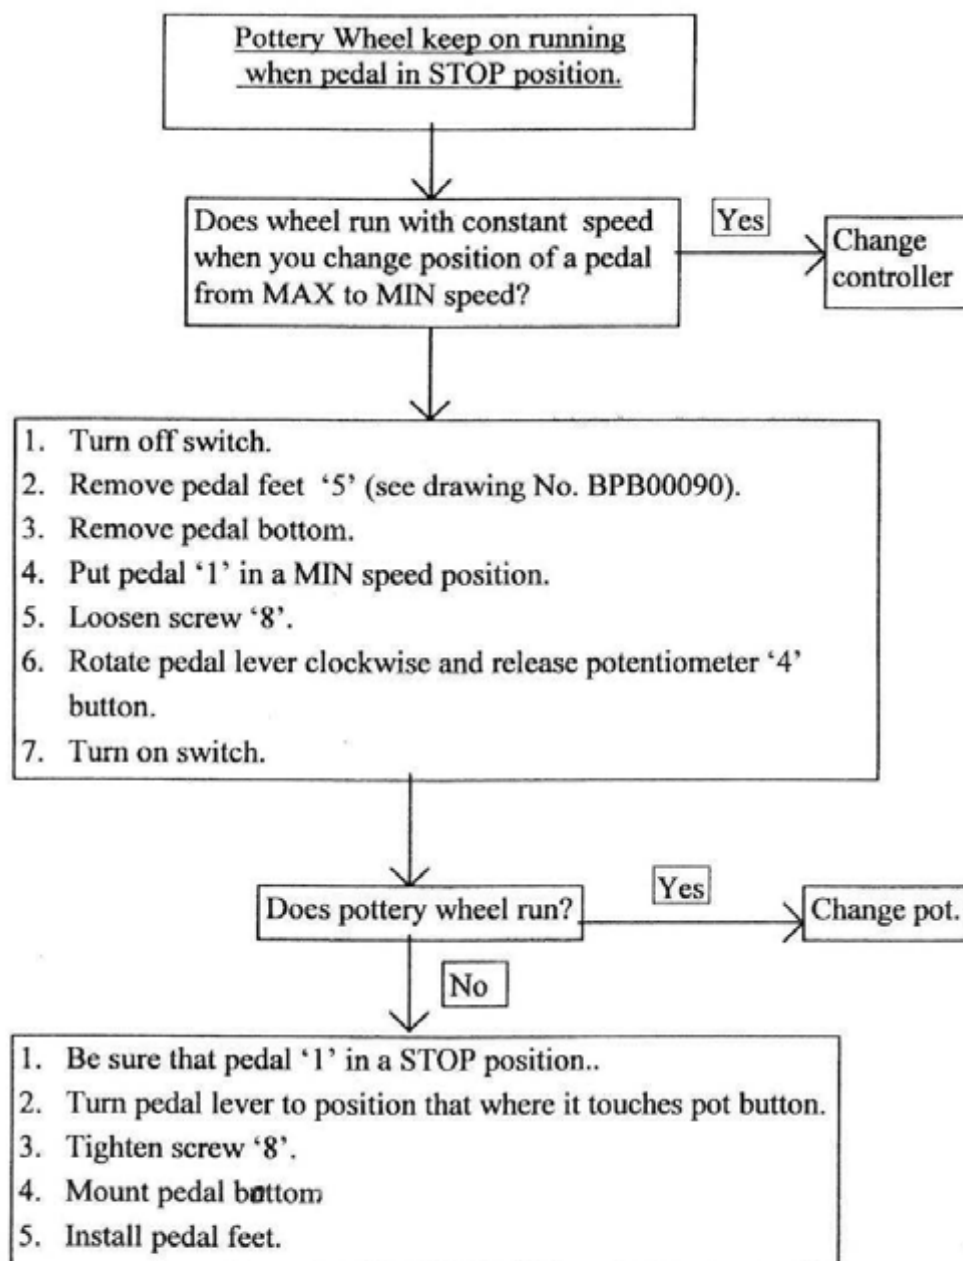 Pottery Wheel keep on running
when pedal in STOP position.
Does wheel run with constant speed
when you change position of a pedal
from MAX to MIN speed?
Yes
Change
controller
1. Turn off switch.
2. Remove pedal feet ‘5’ (see drawing No. BPB00090).
3. Remove pedal bottom.
4. Put pedal ‘1’ in a MIN speed position.
5. Loosen screw ‘8’.
6. Rotate pedal lever clockwise and release potentiometer ‘4’
button.
7. Turn on switch.
Does pottery wheel run?
Yes
Change pot.
No
1. Be sure that pedal ‘1’ in a STOP position..
2. Turn pedal lever to position that where it touches pot button.
3. Tighten screw ‘8’.
4. Mount pedal bottom
5. Install pedal feet.